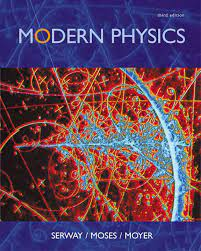 third edition
MODERN PHYSICS
SERWAY / MOSES / MOYER